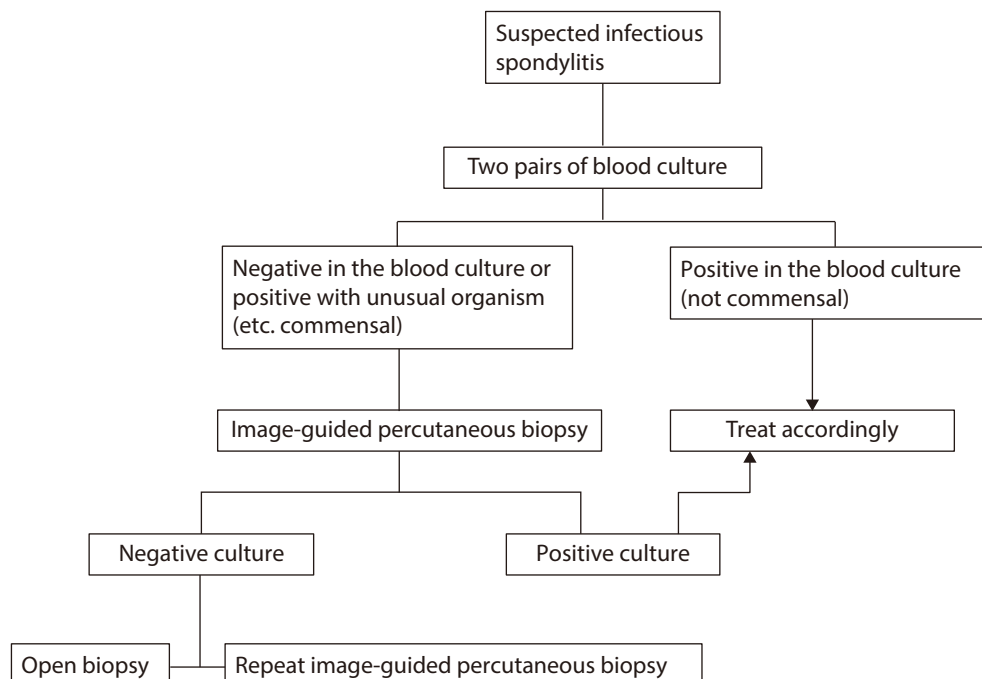 Suspected infectious
spondylitis
Two pairs of blood culture
Negative in the blood culture or
positive with unusual organism
(etc. commensal)
Positive in the blood culture
(not commensal)
Image-guided percutaneous biopsy
Treat accordingly
Negative culture
Positive culture
Open biopsy
Repeat image-guided percutaneous biopsy